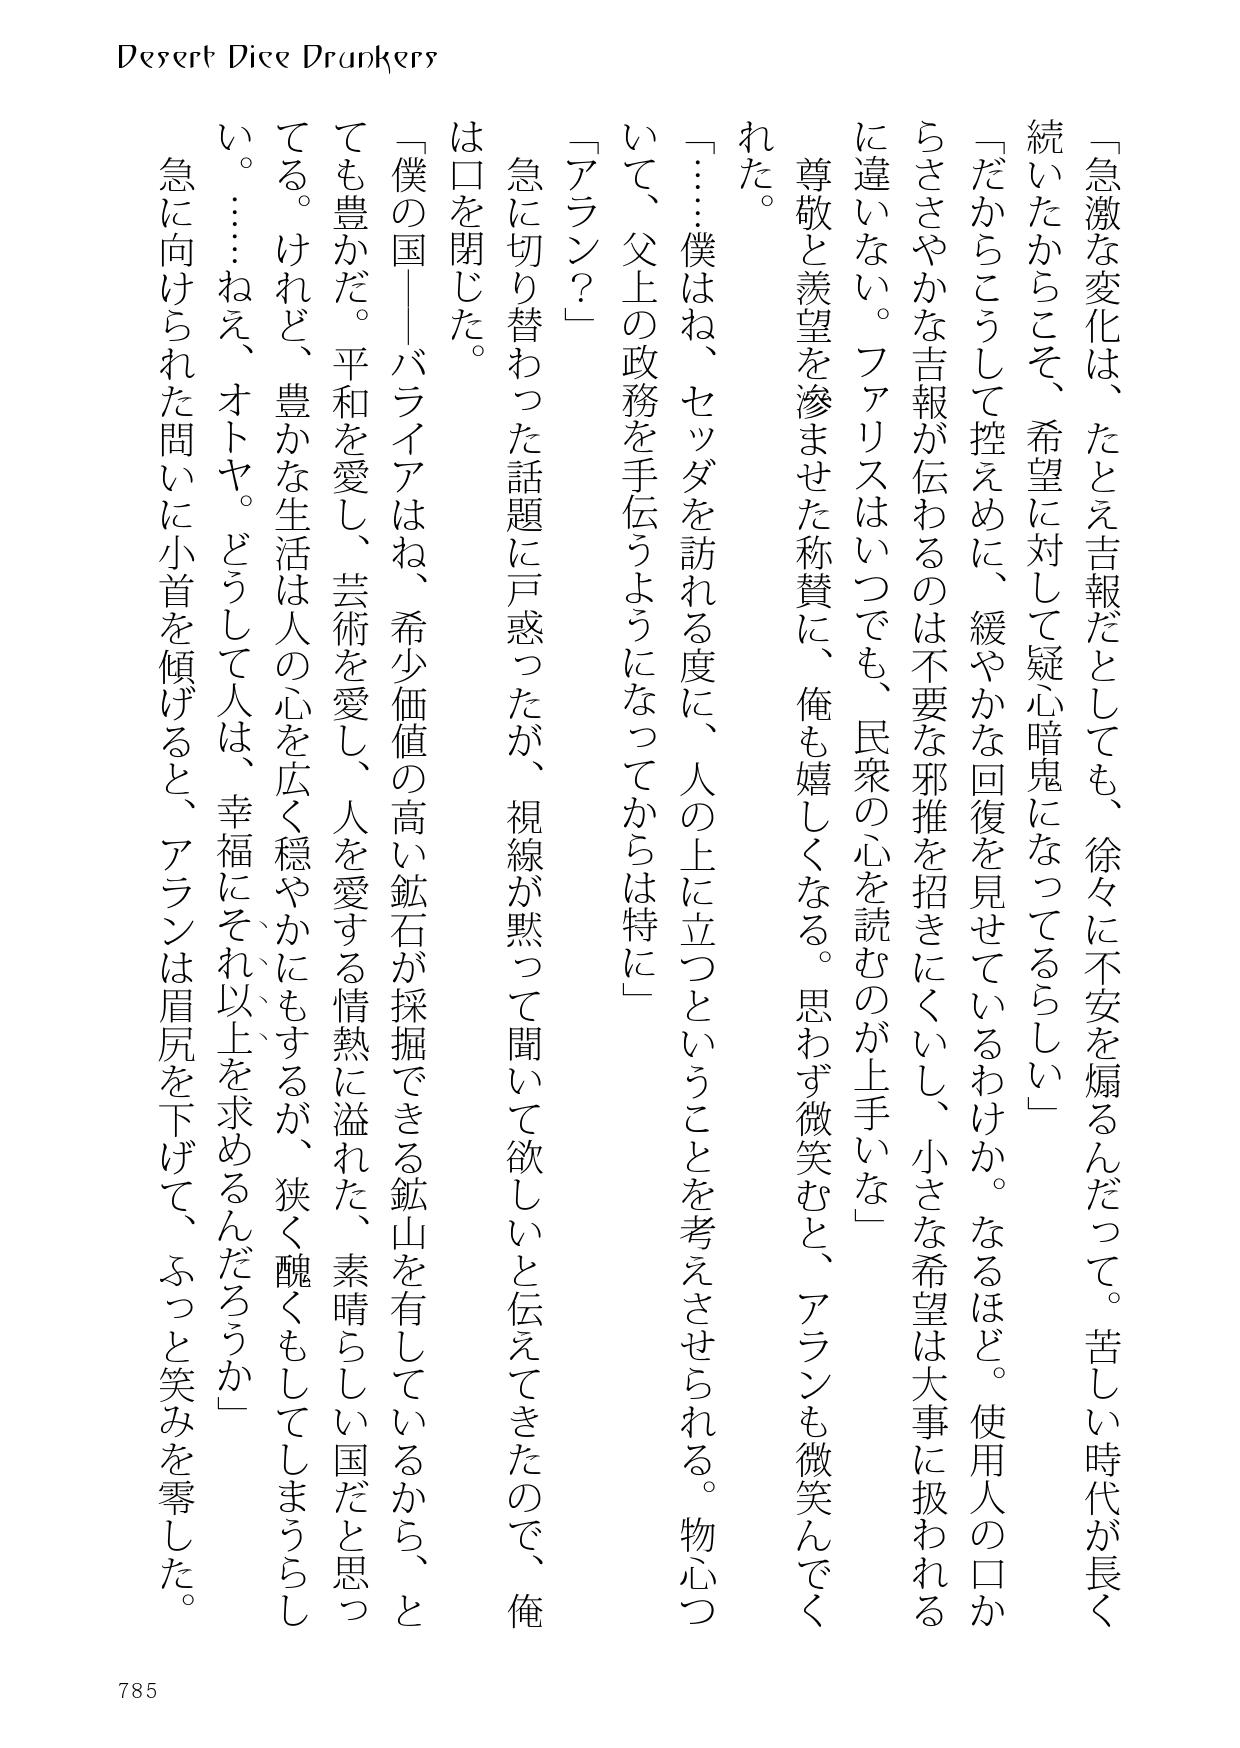 Desert Dice Drunkers
「急激な変化は、たとえ吉報だとしても、徐々に不安を煽るんだって。苦しい時代が長く
続いたからこそ、希望に対して疑心暗鬼になってるらしい」
「だからこうして控えめに、緩やかな回復を見せているわけか。なるほど。使用人の口か
らささやかな吉報が伝わるのは不要な邪推を招きにくいし、小さな希望は大事に扱われる
に違いない。ファリスはいつでも、民衆の心を読むのが上手いな」
　尊敬と羨望を滲ませた称賛に、俺も嬉しくなる。思わず微笑むと、アランも微笑んでく
れた。
「……僕はね、セッダを訪れる度に、人の上に立つということを考えさせられる。物心つ
いて、父上の政務を手伝うようになってからは特に」
「アラン？」
　急に切り替わった話題に戸惑ったが、視線が黙って聞いて欲しいと伝えてきたので、俺
は口を閉じた。
「僕の国――バライアはね、希少価値の高い鉱石が採掘できる鉱山を有しているから、と
ても豊かだ。平和を愛し、芸術を愛し、人を愛する情熱に溢れた、素晴らしい国だと思っ
てる。けれど、豊かな生活は人の心を広く穏やかにもするが、狭く醜くもしてしまうらし
い。……ねえ、オトヤ。どうして人は、幸福にそれ以上を求めるんだろうか」
　急に向けられた問いに小首を傾げると、アランは眉尻を下げて、ふっと笑みを零した。
785